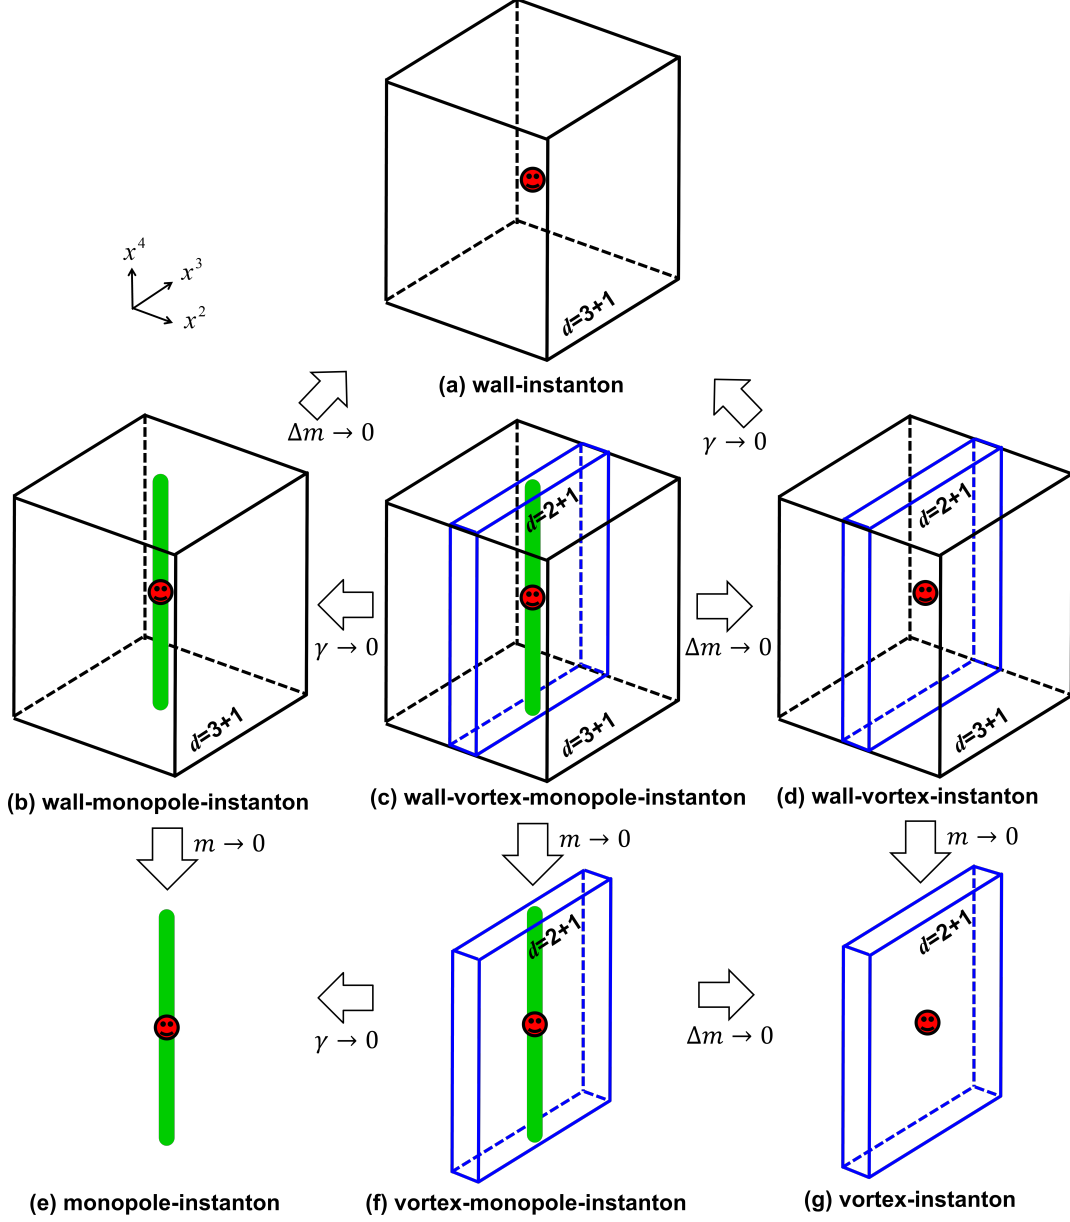 d=3+1
x⁴
x³
x²
(a) wall-instanton
Δm → 0
γ → 0
d=2+1
d=2+1
γ → 0
Δm → 0
d=3+1
d=3+1
d=3+1
(b) wall-monopole-instanton
(c) wall-vortex-monopole-instanton
(d) wall-vortex-instanton
m → 0
m → 0
m → 0
d=2+1
d=2+1
γ → 0
Δm → 0
(e) monopole-instanton
(f) vortex-monopole-instanton
(g) vortex-instanton